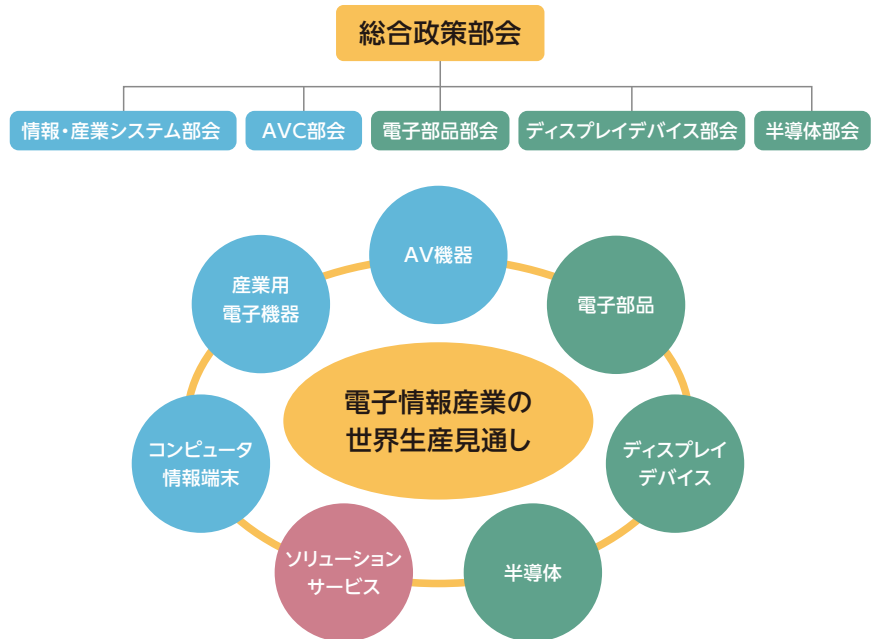 総合政策部会
情報・産業システム部会
AVC部会
電子部品部会
ディスプレイデバイス部会
半導体部会
AV機器
産業用
電子機器
電子部品
電子情報産業の
世界生産見通し
コンピュータ
情報端末
ディスプレイ
デバイス
ソリューション
サービス
半導体